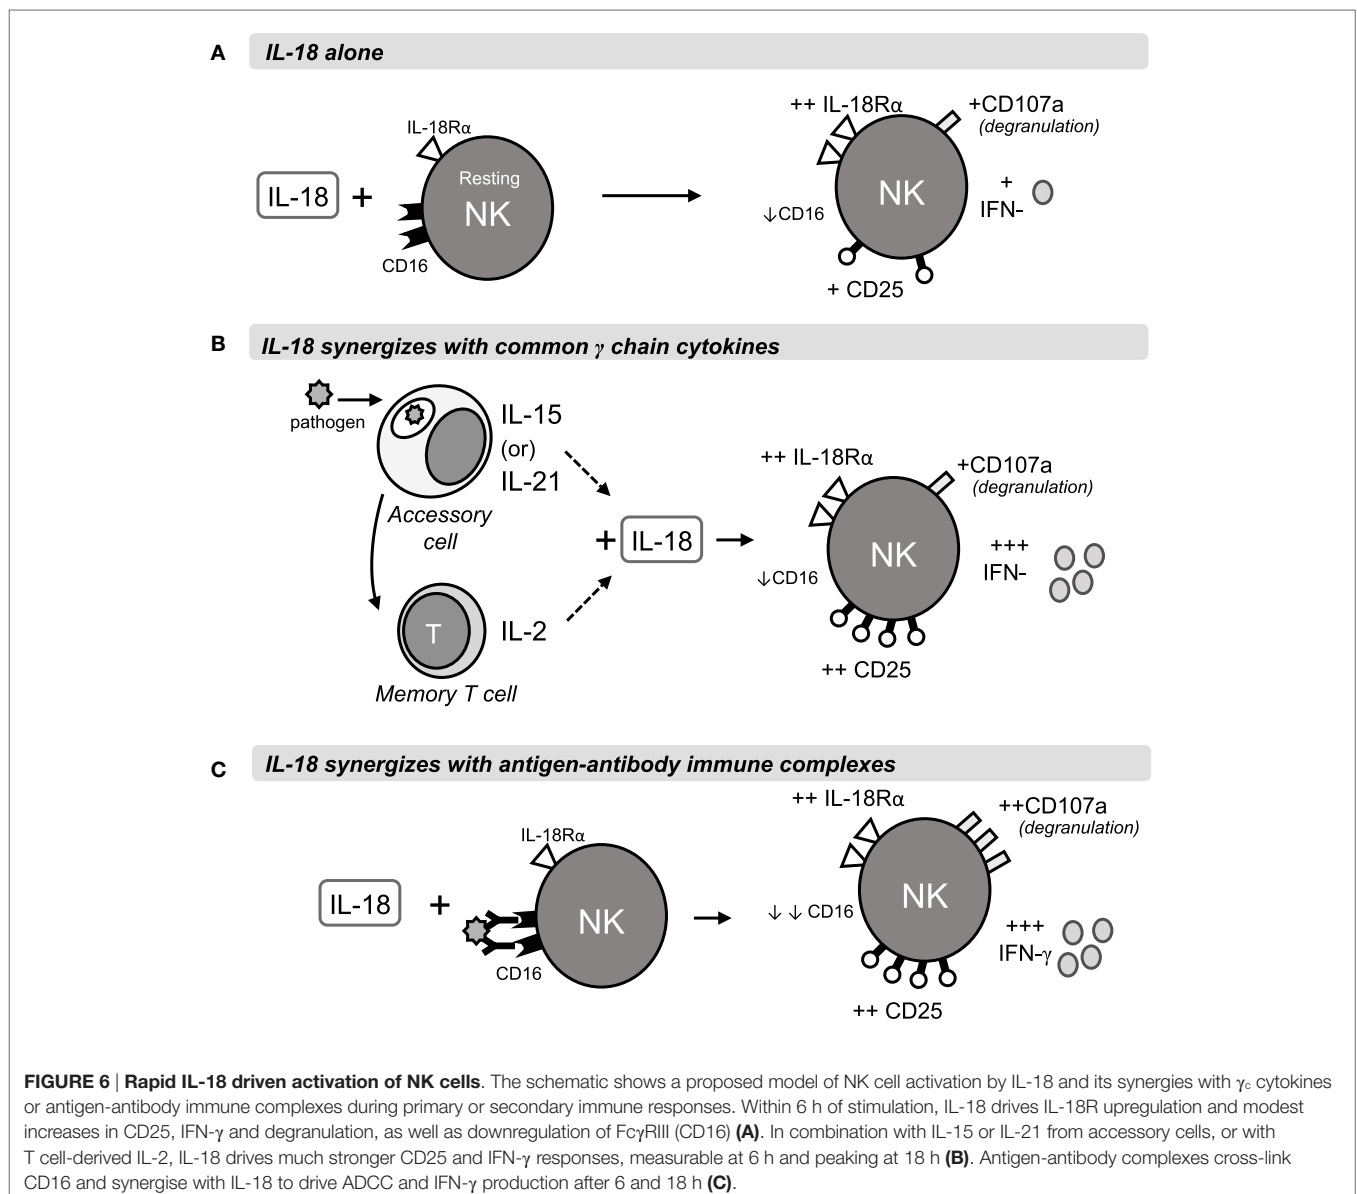 A IL-18 alone
IL-18 + IL-18Rα Resting NK CD16
++ IL-18Rα
+CD107a
(degranulation)
NK
+
IFN-
↓CD16
+ CD25
B IL-18 synergizes with common γ chain cytokines
pathogen
IL-15
(or)
IL-21
Accessory
cell
+ IL-18
T
IL-2
Memory T cell
++ IL-18Rα
+CD107a
(degranulation)
NK
+++
IFN-
↓CD16
++ CD25
C IL-18 synergizes with antigen-antibody immune complexes
IL-18 +
IL-18Rα
NK
CD16
++ IL-18Rα
++CD107a
(degranulation)
NK
↓ ↓ CD16
+++
IFN-γ
++ CD25
FIGURE 6 | Rapid IL-18 driven activation of NK cells. The schematic shows a proposed model of NK cell activation by IL-18 and its synergies with γc cytokines
or antigen-antibody immune complexes during primary or secondary immune responses. Within 6 h of stimulation, IL-18 drives IL-18R upregulation and modest
increases in CD25, IFN-γ and degranulation, as well as downregulation of FcγRIII (CD16) (A). In combination with IL-15 or IL-21 from accessory cells, or with
T cell-derived IL-2, IL-18 drives much stronger CD25 and IFN-γ responses, measurable at 6 h and peaking at 18 h (B). Antigen-antibody complexes cross-link
CD16 and synergise with IL-18 to drive ADCC and IFN-γ production after 6 and 18 h (C).